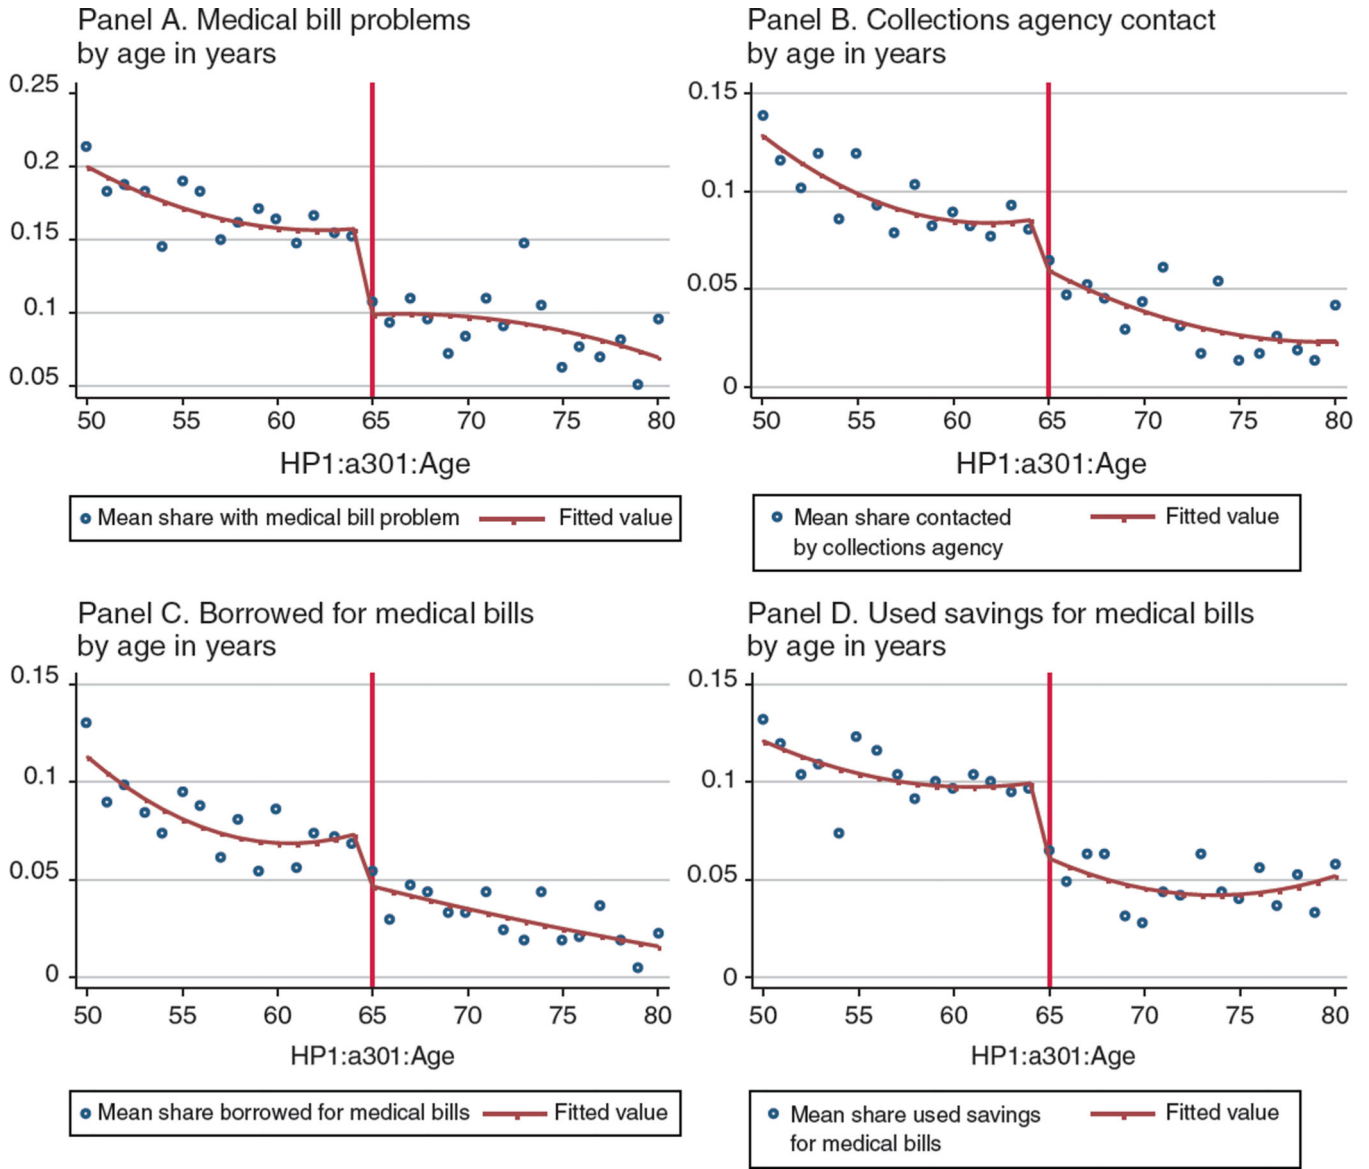 Panel A. Medical bill problems
by age in years
0.25
0.2
0.15
0.1
0.05
50 55 60 65 70 75 80
HP1:a301:Age
Mean share with medical bill problem Fitted value
Panel B. Collections agency contact
by age in years
0.15
0.1
0.05
0
50 55 60 65 70 75 80
HP1:a301:Age
Mean share contacted Fitted value
by collections agency
Panel C. Borrowed for medical bills
by age in years
0.15
0.1
0.05
0
50 55 60 65 70 75 80
HP1:a301:Age
Mean share borrowed for medical bills Fitted value
Panel D. Used savings for medical bills
by age in years
0.15
0.1
0.05
0
50 55 60 65 70 75 80
HP1:a301:Age
Mean share used savings Fitted value
for medical bills